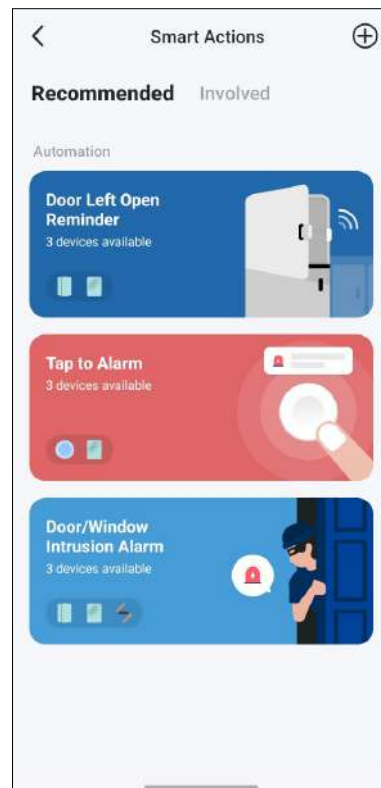 Smart Actions
Recommended Involved
Automation
Door Left Open
Reminder
3 devices available
Tap to Alarm
3 devices available
Door/Window
Intrusion Alarm
3 devices available